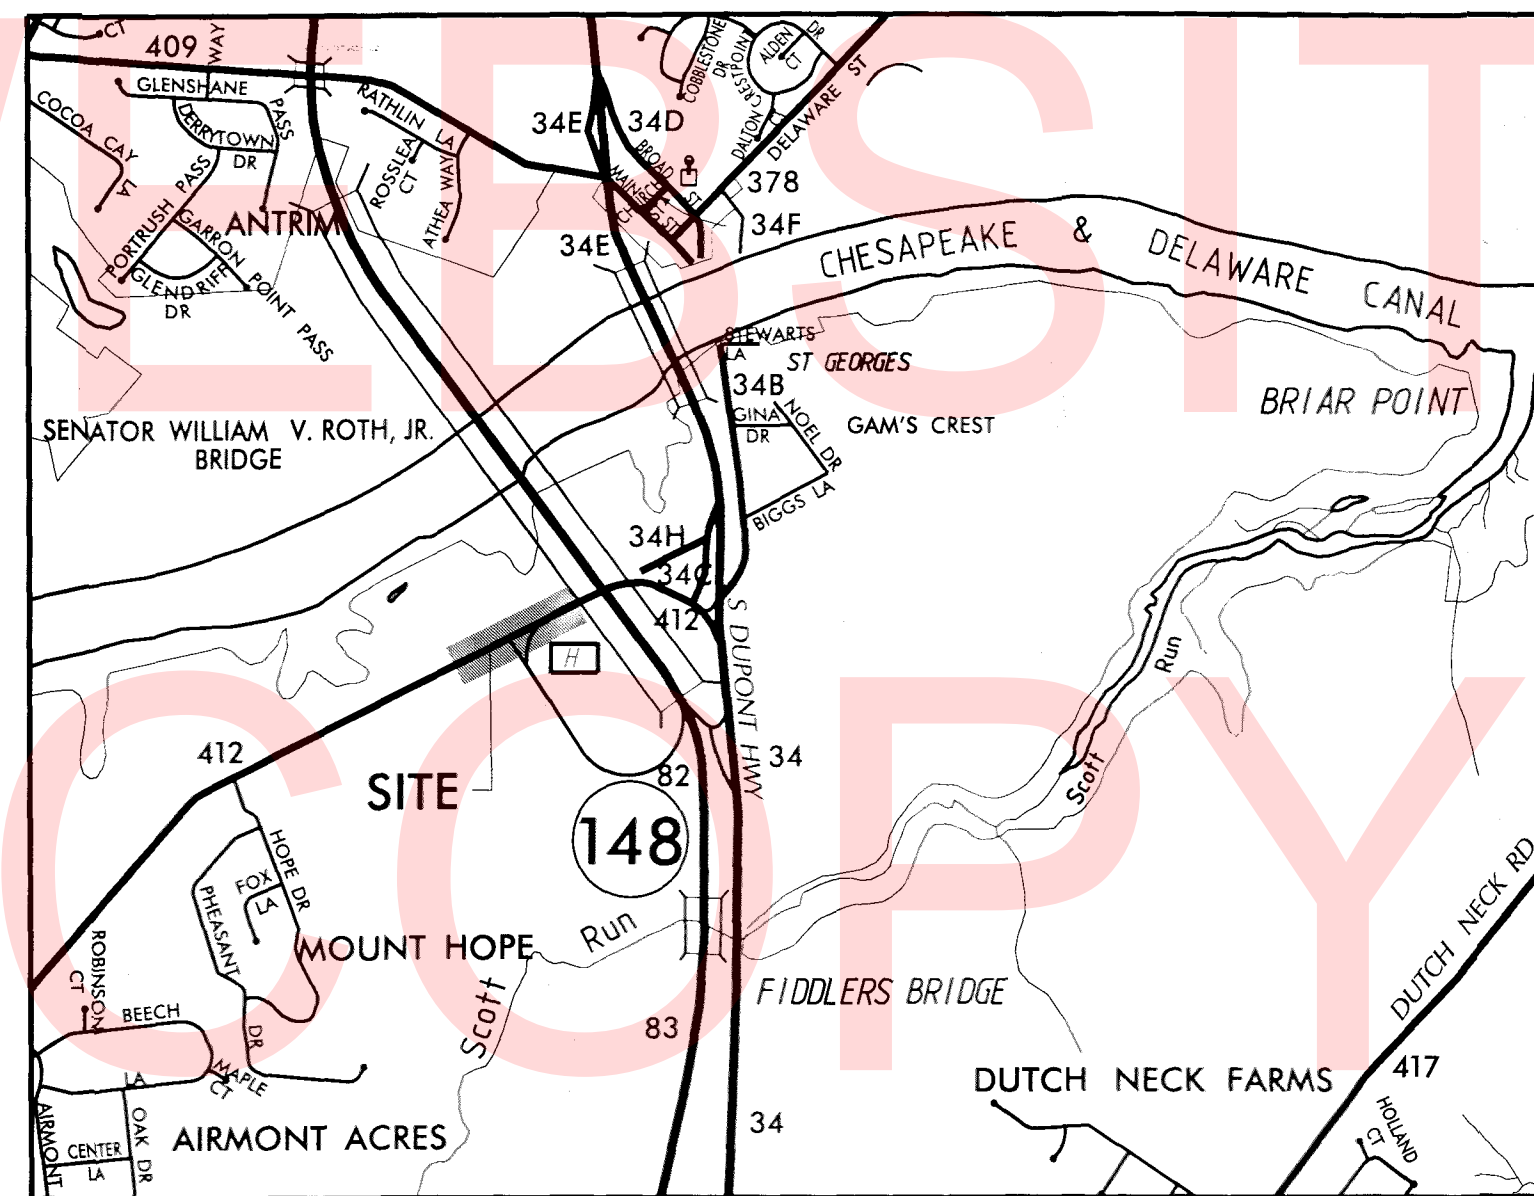 WEBSITE
COPY
CT
409
WAY
GLENSHANE
PASS
COCOA CAY
LA
DERRYTOWN
DR
RATHLIN LA
ROSSLEA
CT
ATHEA WAY
PORTRUSH PASS
GARRON POINT PASS
GLENDRIFE
DR
ANTRIM
34E
34D
COBBLESTONE
DR
CRESTPOINT
ALDEN
CT
DR
DALTON
CT
DELAWARE ST
BROAD
ST
MAIN
CHURCH
ST
378
34F
34E
CHESAPEAKE & DELAWARE CANAL
STEWARTS
LA
ST GEORGES
34B
GINA
DR
NOEL DR
GAM'S CREST
BRIAR POINT
BIGGS LA
SENATOR WILLIAM V. ROTH, JR.
BRIDGE
34H
34C
412
S DUPONT HWY
H
Scott Run
412
SITE
82
34
148
HOPE DR
FOX
LA
PHEASANT
DR
MOUNT HOPE
Scott Run
FIDDLERS BRIDGE
DUTCH NECK RD
ROBINSON
CT
BEECH
LA
MAPLE
CT
83
DUTCH NECK FARMS
417
HOLLAND
CT
AIRMONT
CENTER
LA
OAK DR
AIRMONT ACRES
34